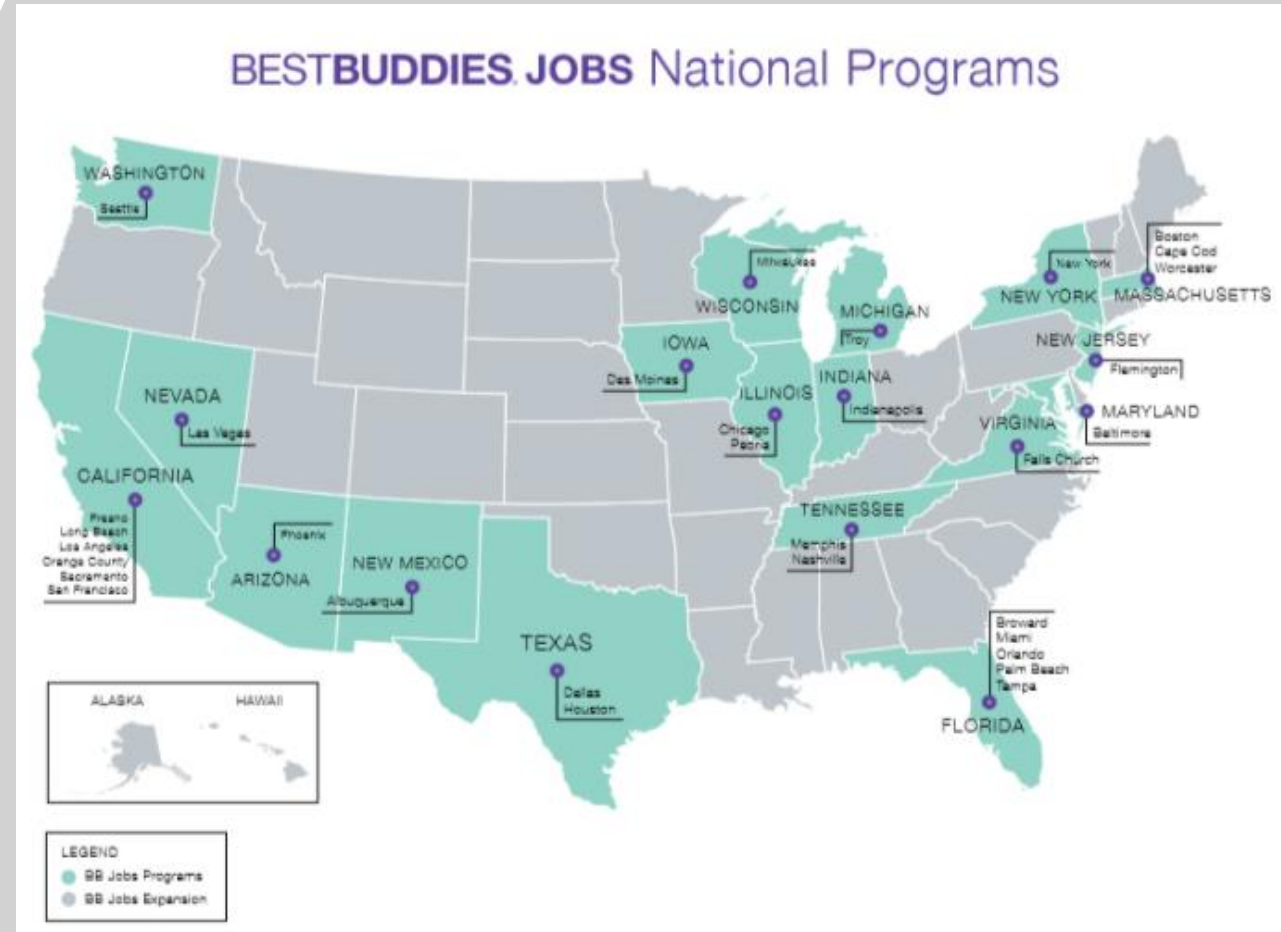 BESTBUDDIES. JOBS National Programs
WASHINGTON
Seattle
NEVADA
Las Vegas
CALIFORNIA
Fresno
Long Beach
Los Angeles
Orange County
Sacramento
San Francisco
Phoenix
ARIZONA
NEW MEXICO
Albuquerque
TEXAS
Dallas
Houston
IOWA
Des Moines
Milwaukee
WISCONSIN
MICHIGAN
Troy
ILLINOIS
Chicago
Peoria
INDIANA
Indianapolis
TENNESSEE
Memphis
Nashville
New York
NEW YORK
Boston
Cape Cod
Worcester
MASSACHUSETTS
NEW JERSEY
Flemington
MARYLAND
Baltimore
VIRGINIA
Falls Church
Broward
Miami
Orlando
Palm Beach
Tampa
FLORIDA
ALASKA
HAWAII
LEGEND
BB Jobs Programs
BB Jobs Expansion